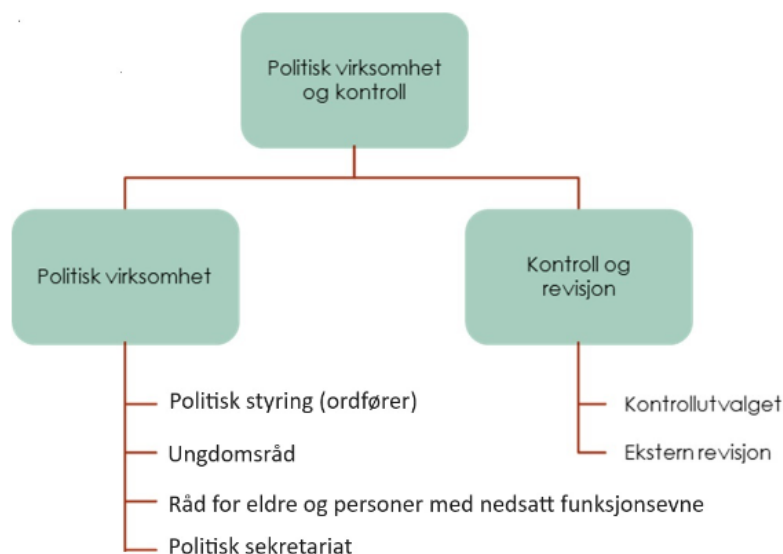 Politisk virksomhet
og kontroll
Politisk virksomhet
Kontroll og
revisjon
Politisk styring (ordfører)
Ungdomsråd
Råd for eldre og personer med nedsatt funksjonsevne
Politisk sekretariat
Kontrollutvalget
Ekstern revisjon